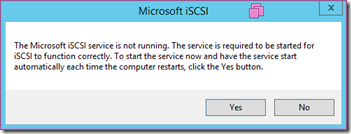 Microsoft iSCSI
The Microsoft iSCSI service is not running. The service is required to be started for
iSCSI to function correctly. To start the service now and have the service start
automatically each time the computer restarts, click the Yes button.
Yes No